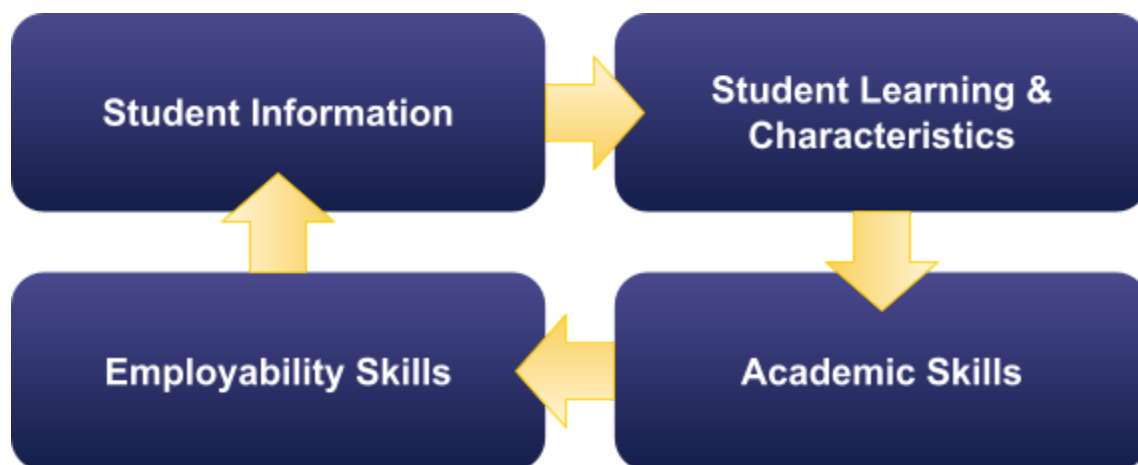 Student Information
Student Learning &
Characteristics
Employability Skills
Academic Skills